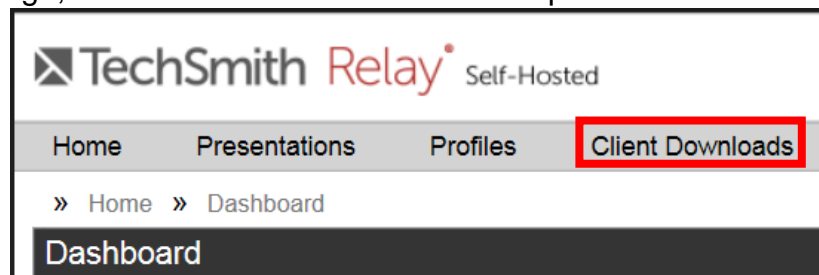 TechSmith Relay Self-Hosted
Home Presentations Profiles Client Downloads
» Home » Dashboard
Dashboard